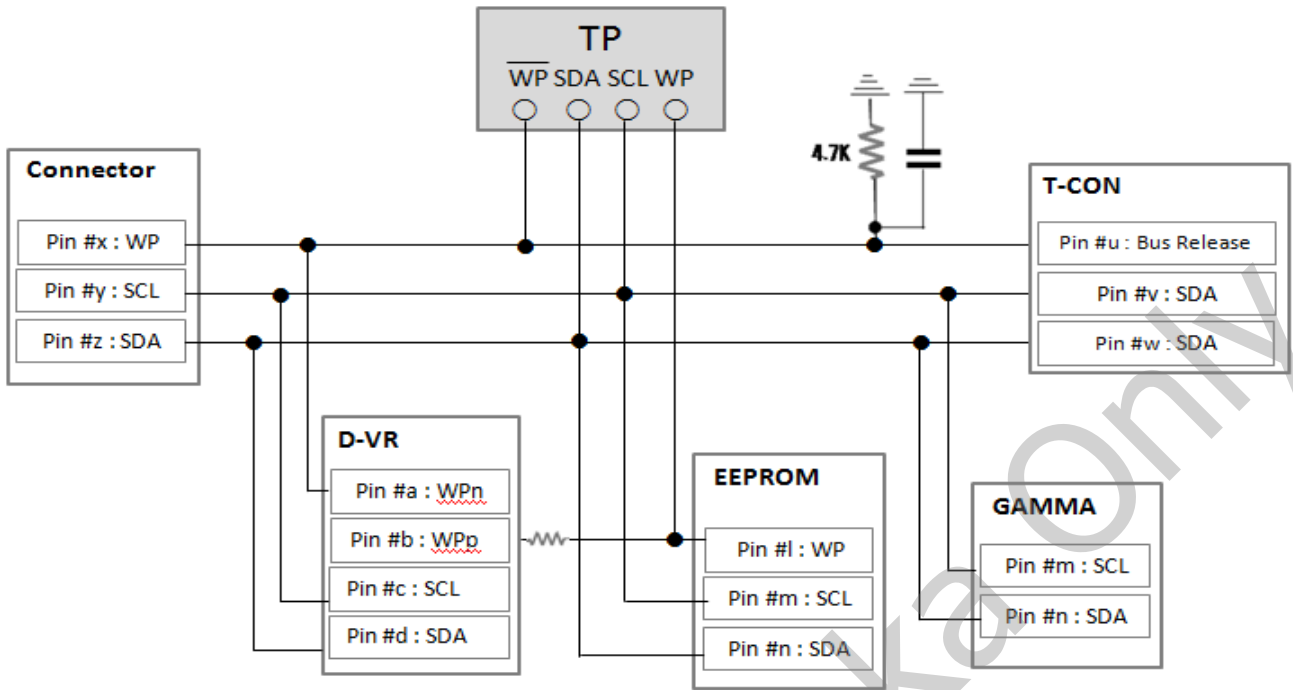 TP
WP SDA SCL WP
4.7K
Connector
Pin #x : WP
Pin #y : SCL
Pin #z : SDA
T-CON
Pin #u : Bus Release
Pin #v : SDA
Pin #w : SDA
D-VR
Pin #a : WPn
Pin #b : WPp
Pin #c : SCL
Pin #d : SDA
EEPROM
Pin #l : WP
Pin #m : SCL
Pin #n : SDA
GAMMA
Pin #m : SCL
Pin #n : SDA
ka Only